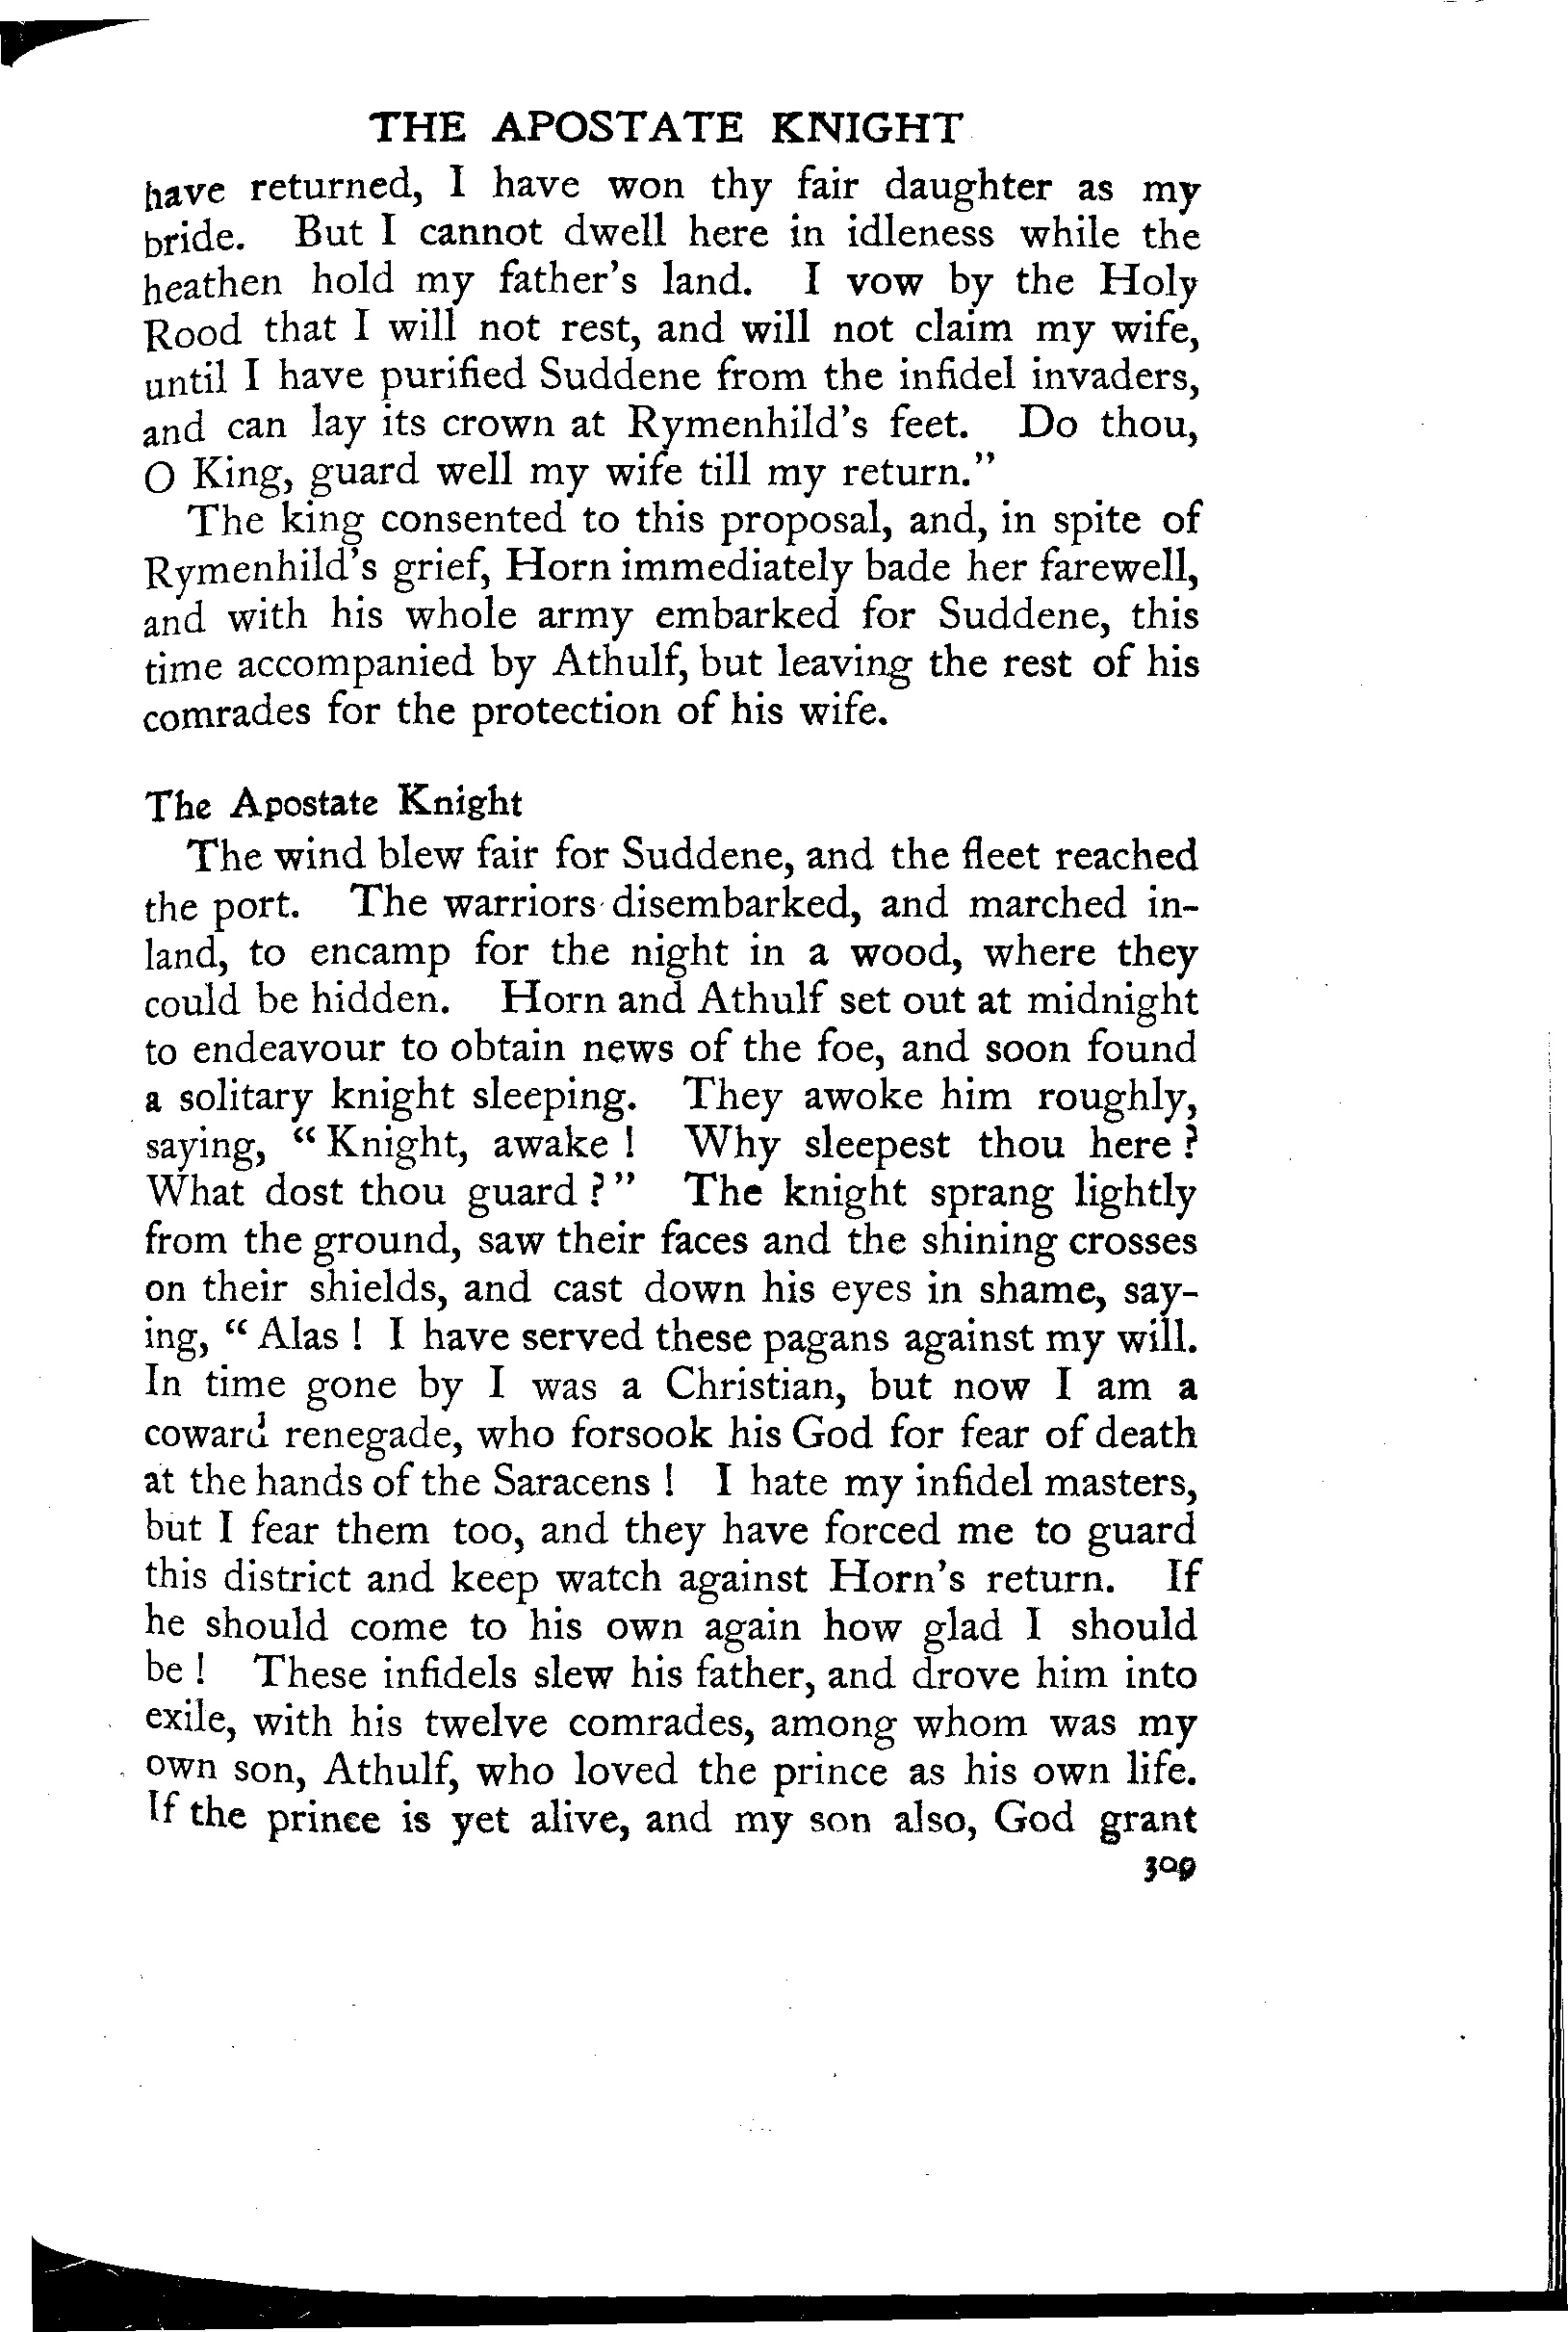 THE APOSTATE KNIGHT
have returned, I have won thy fair daughter as my
bride. But I cannot dwell here in idleness while the
heathen hold my father's land. I vow by the Holy
Rood that I will not rest, and will not claim my wife,
until I have purified Suddene from the infidel invaders,
and can lay its crown at Rymenhild's feet. Do thou,
O King, guard well my wife till my return."
The king consented to this proposal, and, in spite of
Rymenhild's grief, Horn immediately bade her farewell,
and with his whole army embarked for Suddene, this
time accompanied by Athulf, but leaving the rest of his
comrades for the protection of his wife.
The Apostate Knight
The wind blew fair for Suddene, and the fleet reached
the port. The warriors disembarked, and marched in-
land, to encamp for the night in a wood, where they
could be hidden. Horn and Athulf set out at midnight
to endeavour to obtain news of the foe, and soon found
a solitary knight sleeping. They awoke him roughly,
saying, "Knight, awake! Why sleepest thou here?
What dost thou guard?" The knight sprang lightly
from the ground, saw their faces and the shining crosses
on their shields, and cast down his eyes in shame, say-
ing, "Alas! I have served these pagans against my will.
In time gone by I was a Christian, but now I am a
coward renegade, who forsook his God for fear of death
at the hands of the Saracens! I hate my infidel masters,
but I fear them too, and they have forced me to guard
this district and keep watch against Horn's return. If
he should come to his own again how glad I should
be! These infidels slew his father, and drove him into
exile, with his twelve comrades, among whom was my
own son, Athulf, who loved the prince as his own life.
If the prince is yet alive, and my son also, God grant
309